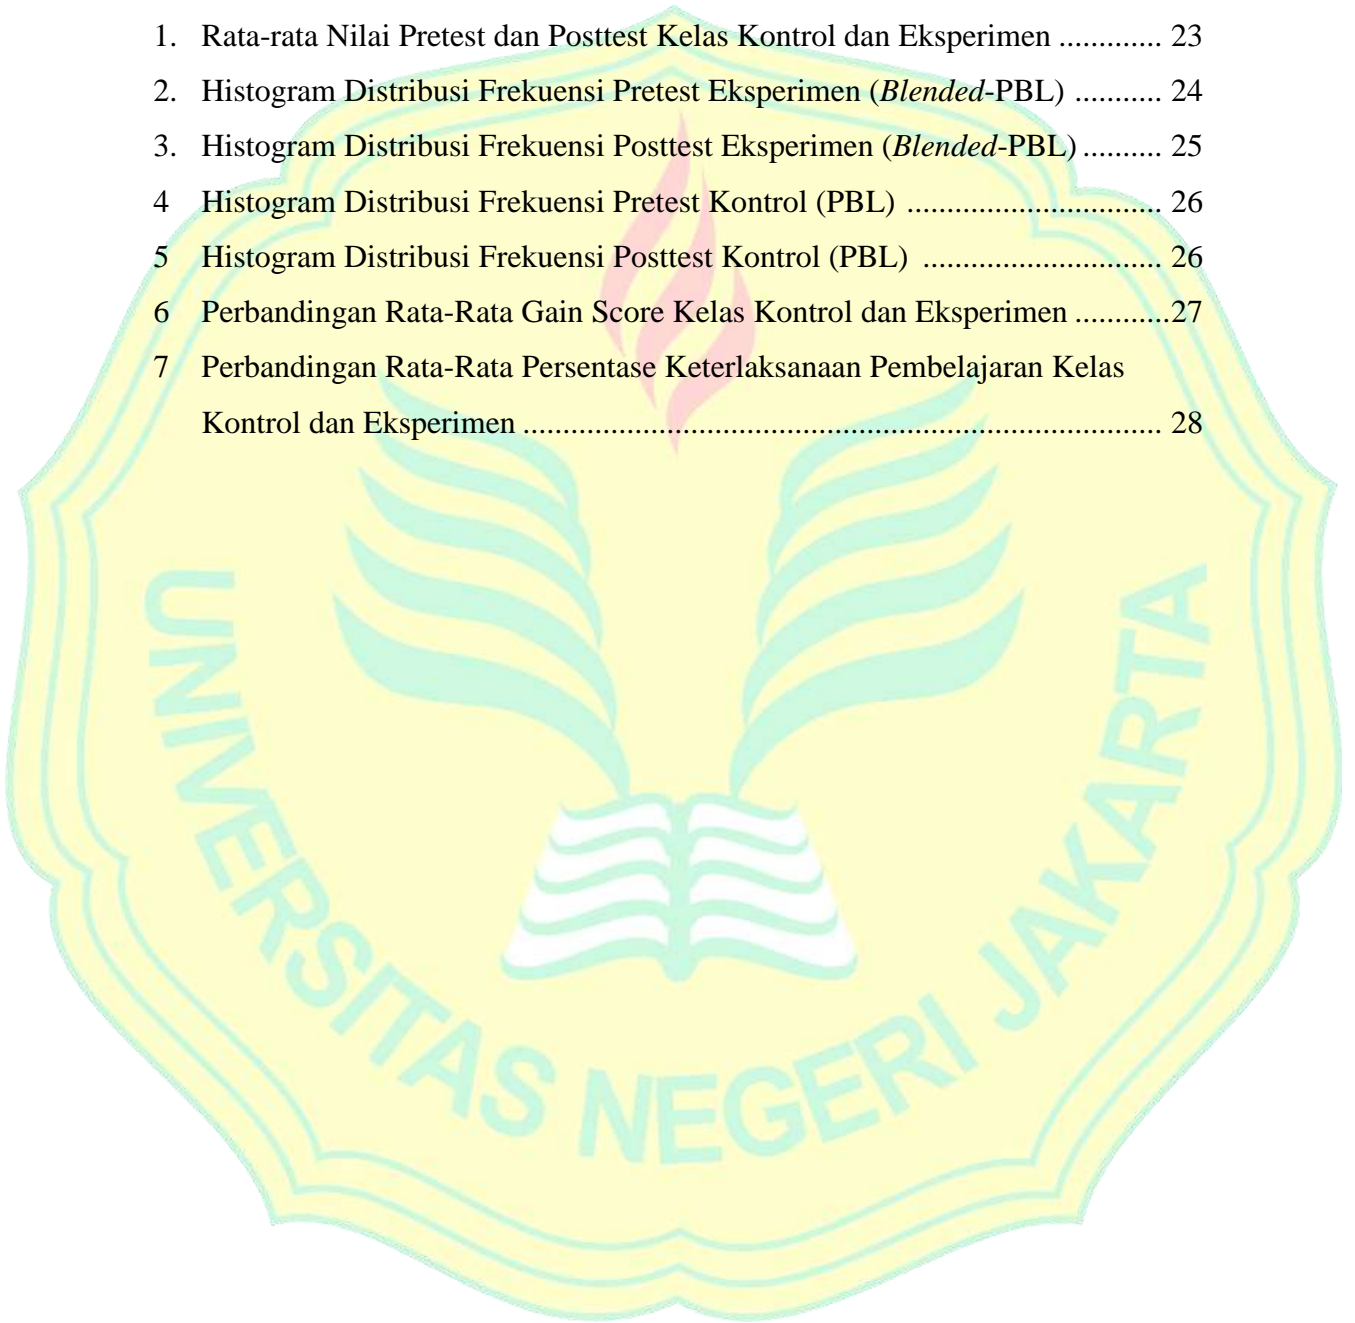 1. Rata-rata Nilai Pretest dan Posttest Kelas Kontrol dan Eksperimen ............. 23
2. Histogram Distribusi Frekuensi Pretest Eksperimen (Blended-PBL) ........... 24
3. Histogram Distribusi Frekuensi Posttest Eksperimen (Blended-PBL) .......... 25
4 Histogram Distribusi Frekuensi Pretest Kontrol (PBL) ................................ 26
5 Histogram Distribusi Frekuensi Posttest Kontrol (PBL) .............................. 26
6 Perbandingan Rata-Rata Gain Score Kelas Kontrol dan Eksperimen ............27
7 Perbandingan Rata-Rata Persentase Keterlaksanaan Pembelajaran Kelas
Kontrol dan Eksperimen ................................................................................ 28
UNIVERSITAS NEGERI JAKARTA